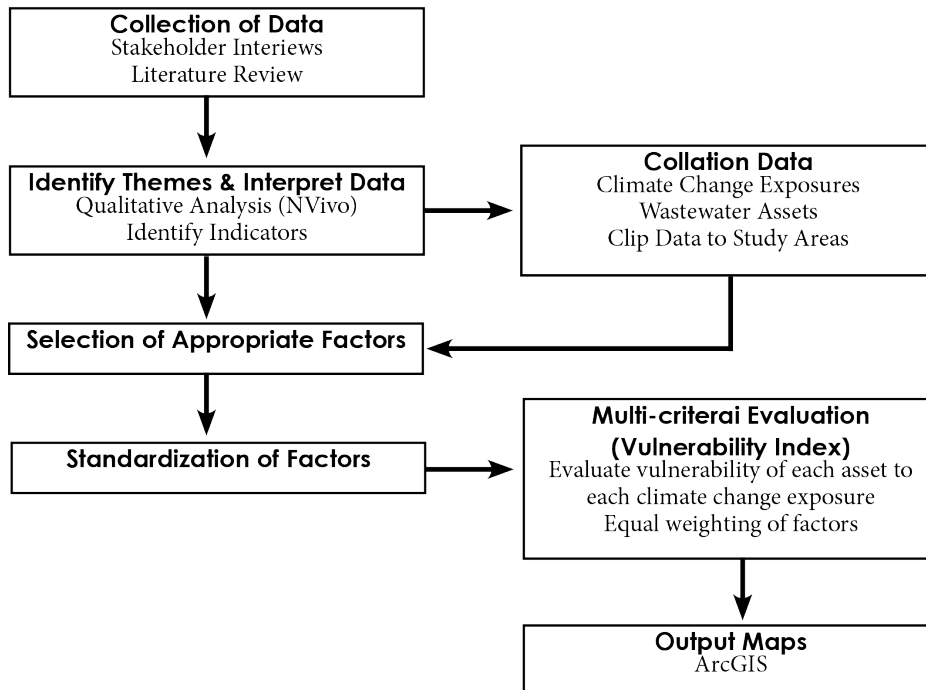 Collection of Data
Stakeholder Interiews
Literature Review
Identify Themes & Interpret Data
Qualitative Analysis (NVivo)
Identify Indicators
Collation Data
Climate Change Exposures
Wastewater Assets
Clip Data to Study Areas
Selection of Appropriate Factors
Standardization of Factors
Multi-criterai Evaluation
(Vulnerability Index)
Evaluate vulnerability of each asset to
each climate change exposure
Equal weighting of factors
Output Maps
ArcGIS